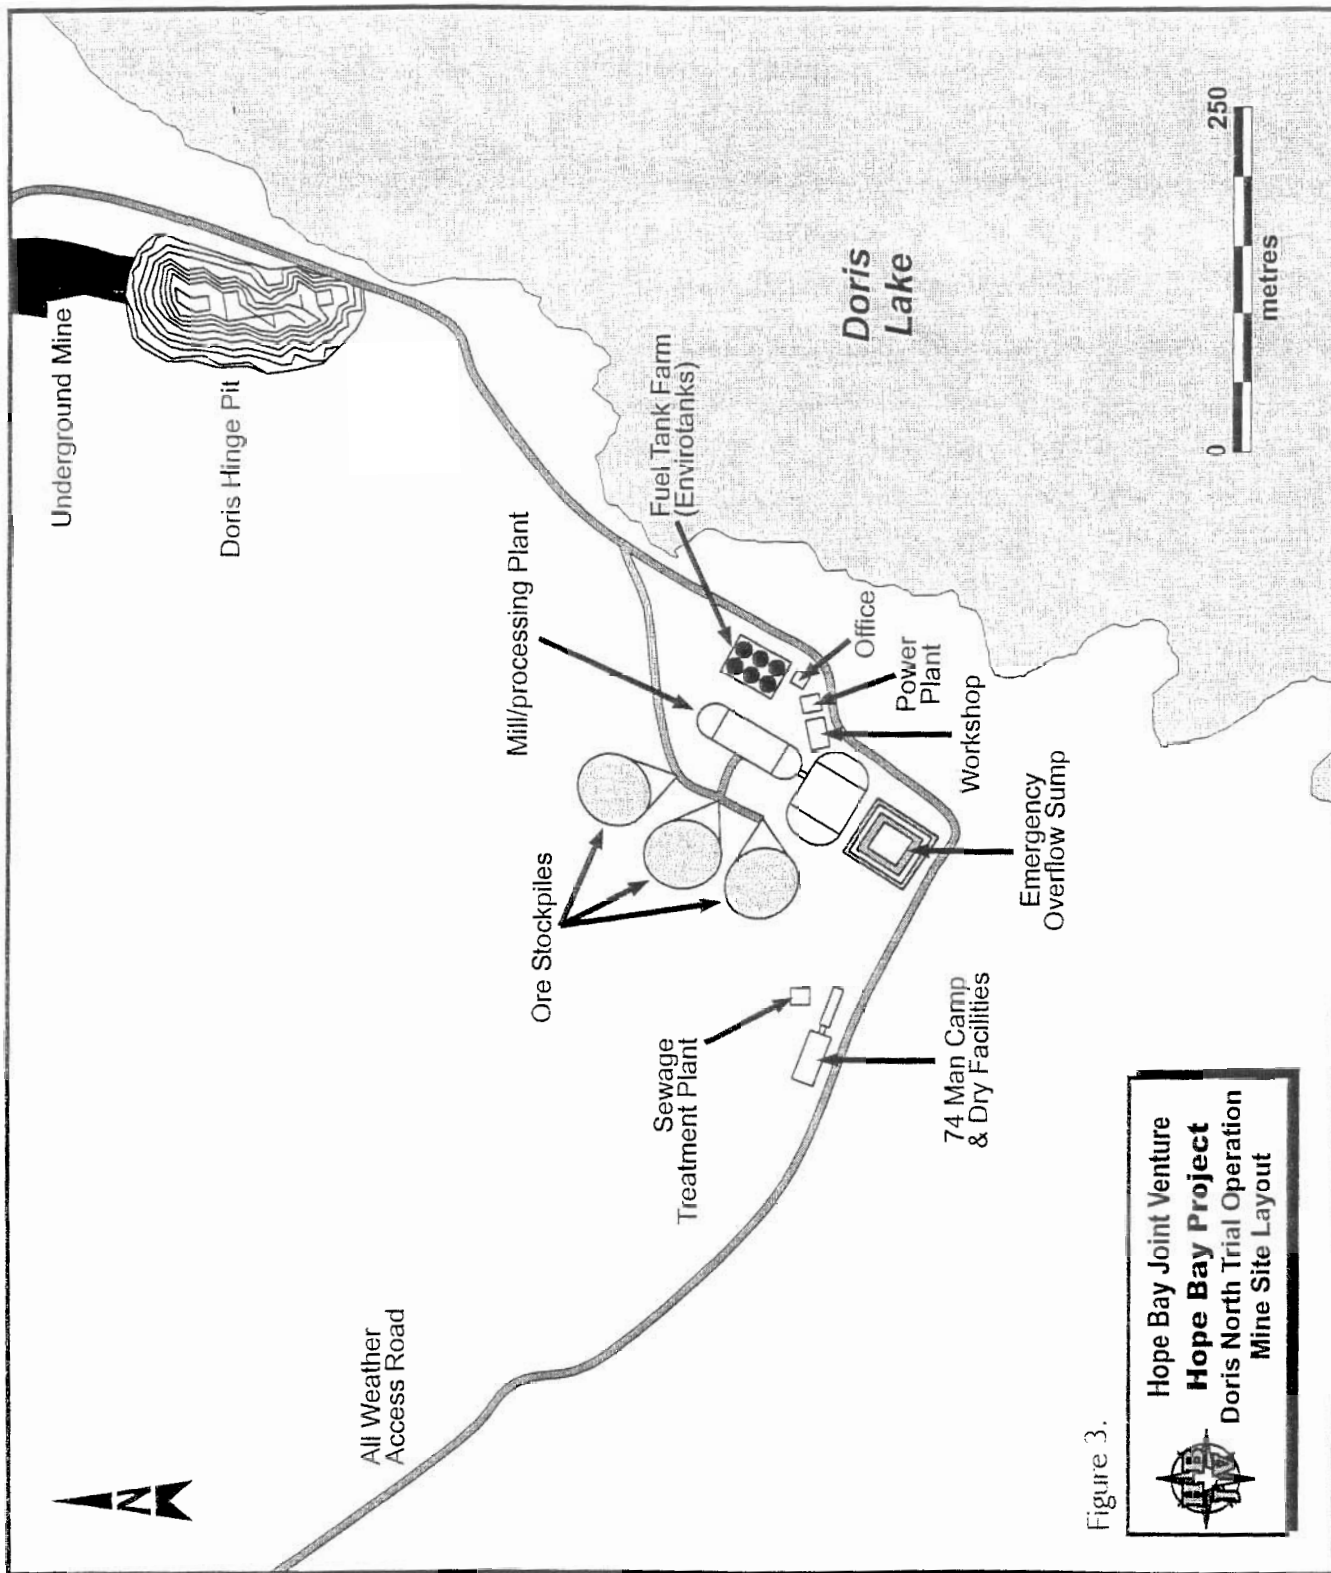 Underground Mine
Doris Hinge Pit
Mill/processing Plant
Fuel Tank Farm
(Envirotanks)
Doris
Lake
Ore Stockpiles
Office
Power
Plant
Workshop
Emergency
Overflow Sump
Sewage
Treatment Plant
74 Man Camp
& Dry Facilities
All Weather
Access Road
N
0
250
metres
Figure 3.
HB
JV
Hope Bay Joint Venture
Hope Bay Project
Doris North Trial Operation
Mine Site Layout